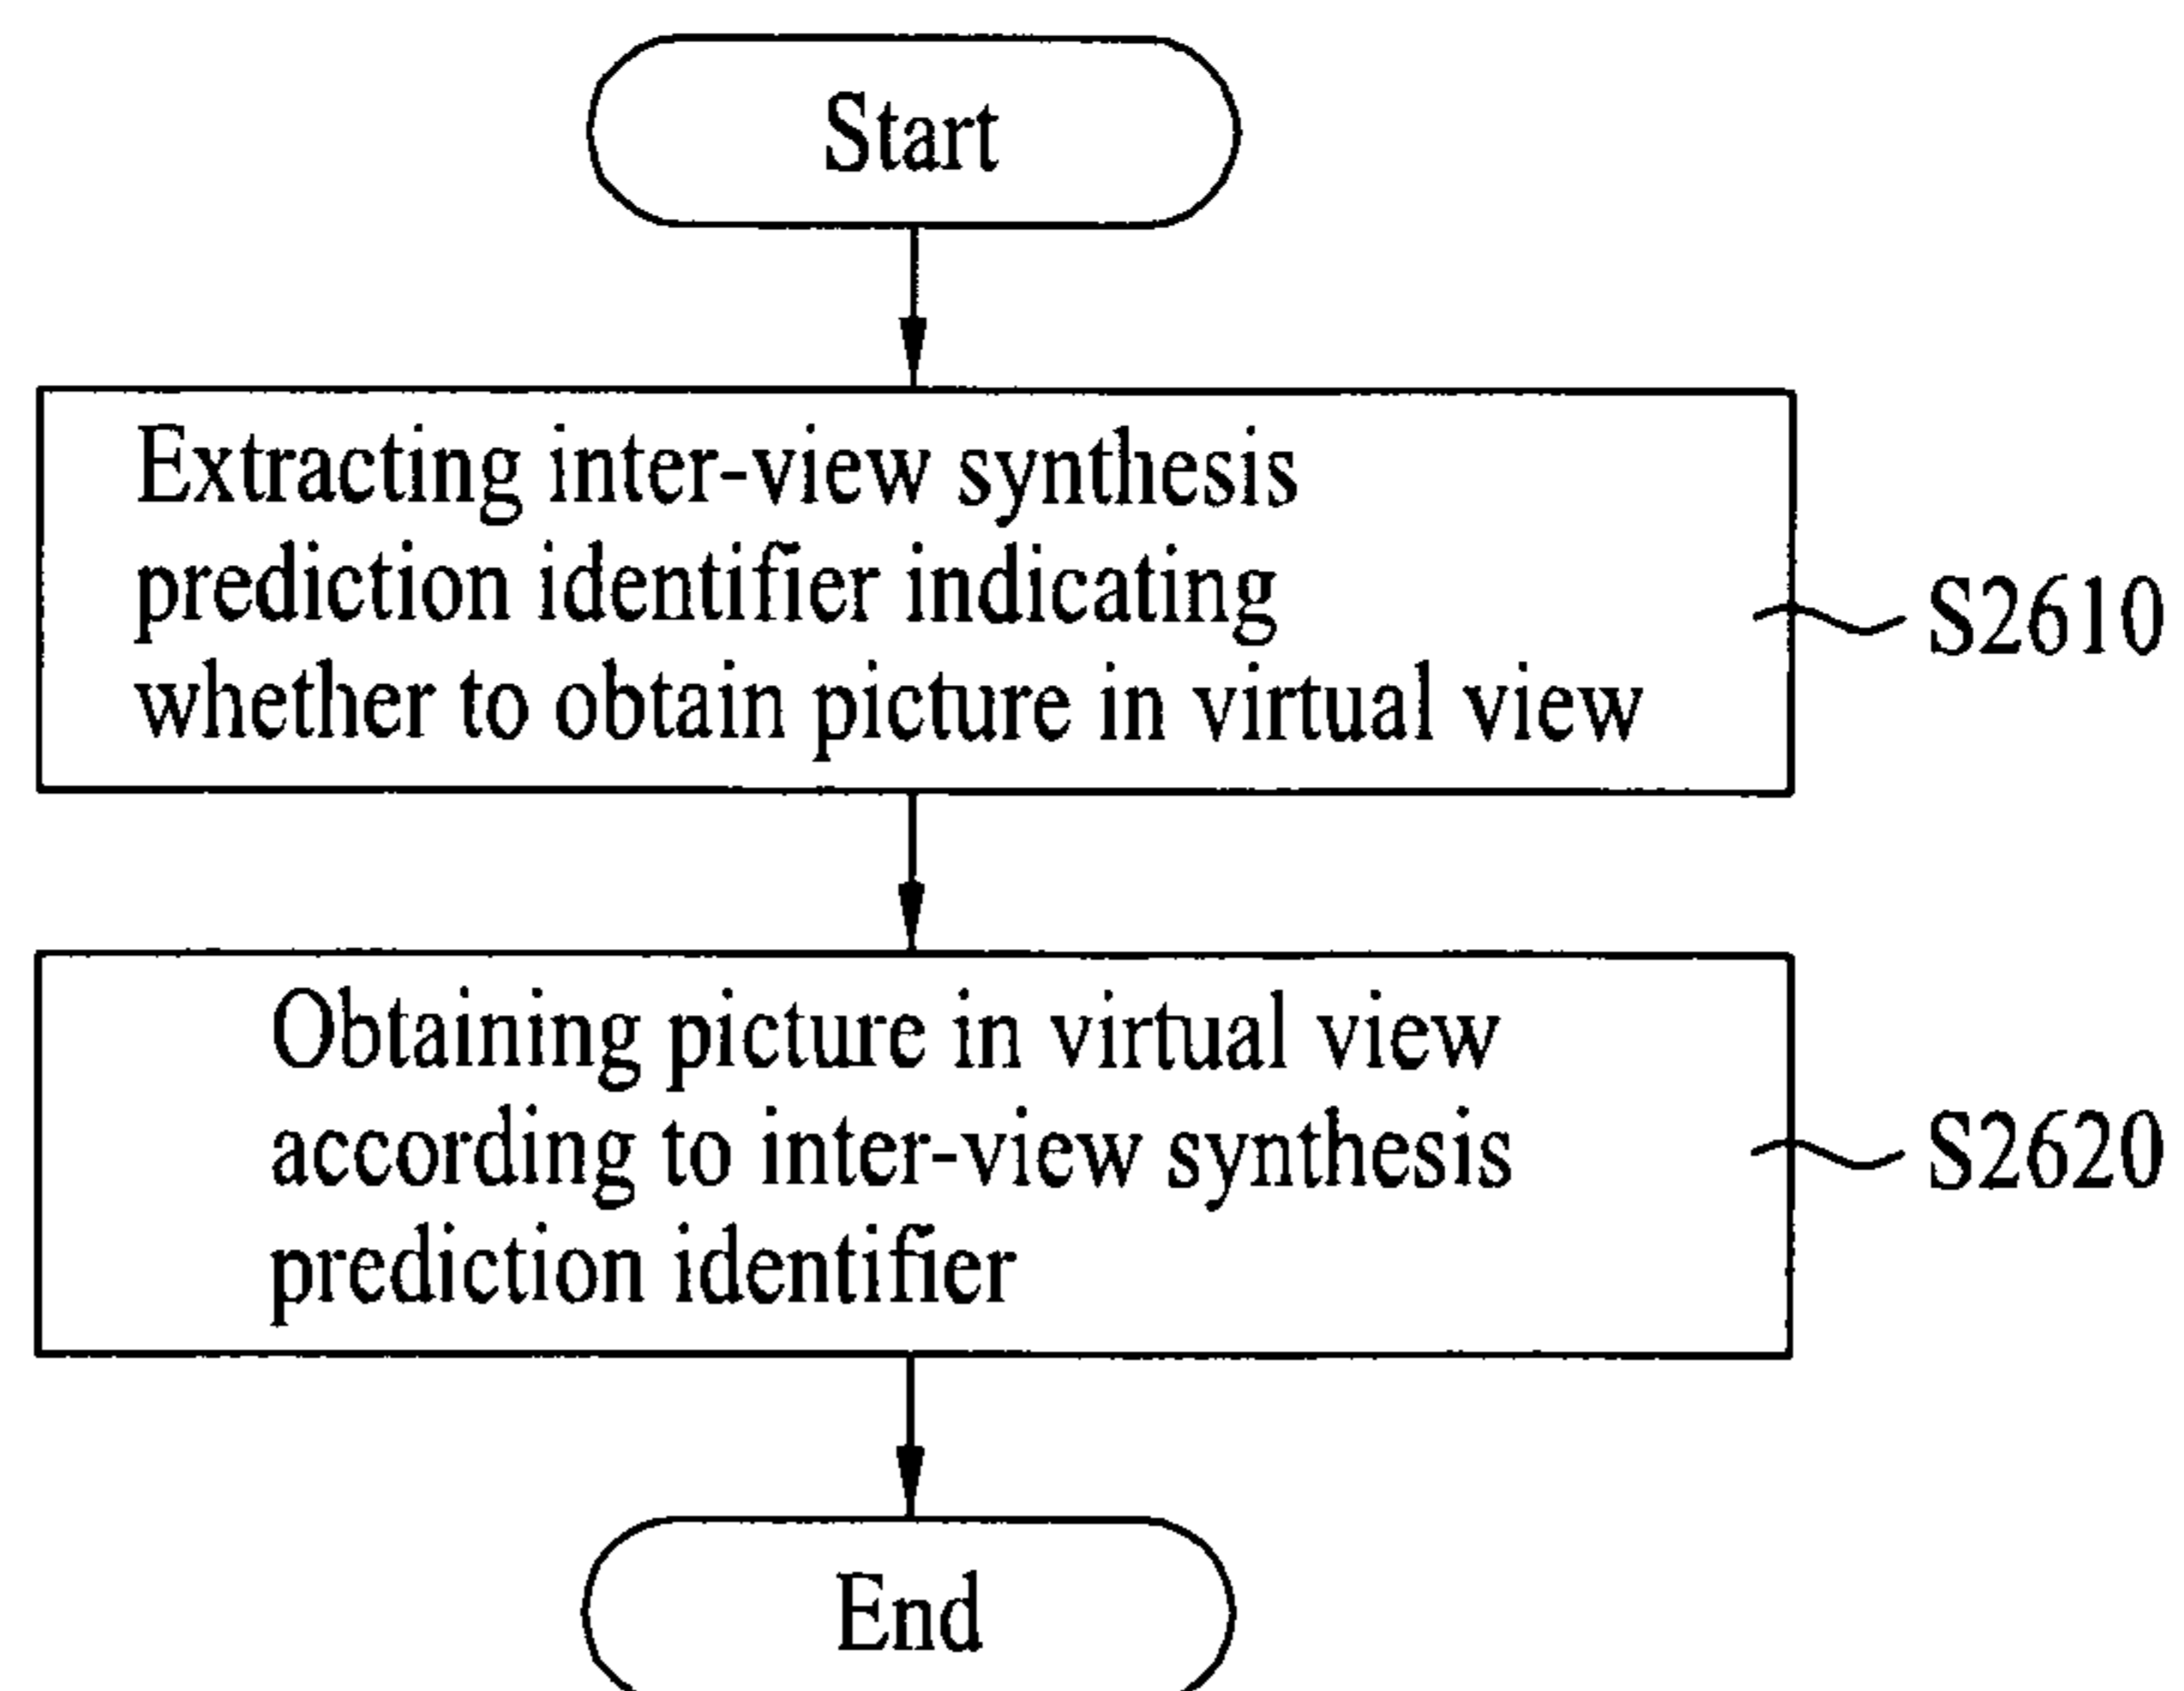 Start
Extracting inter-view synthesis
prediction identifier indicating
whether to obtain picture in virtual view
S2610
Obtaining picture in virtual view
according to inter-view synthesis
prediction identifier
S2620
End